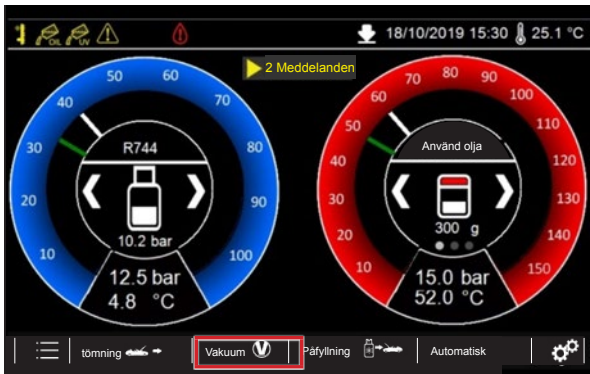 OIL UV 18/10/2019 15:30 25.1 °C
2 Meddelanden
10 20 30 40 50 60 70 80 90 100
R744
10.2 bar
12.5 bar
4.8 °C
10 20 30 40 50 60 70 80 90 100 110 120 130 140 150
Använd olja
300 g
15.0 bar
52.0 °C
tömning Vakuum V Påfyllning Automatisk